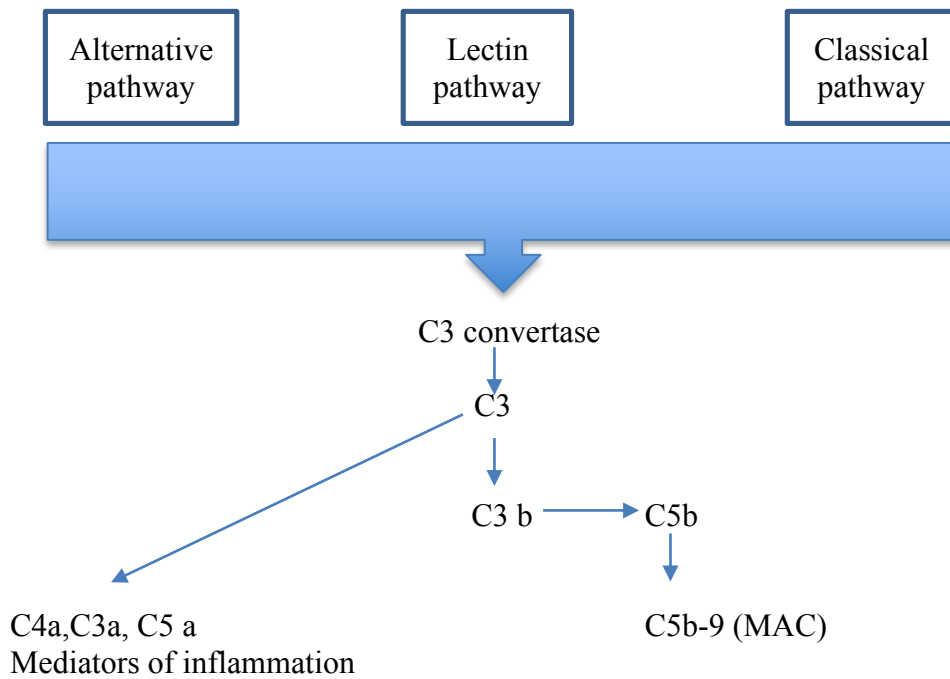 Alternative
pathway
Lectin
pathway
Classical
pathway
C3 convertase
C3
C3 b
C5b
C4a,C3a, C5 a
Mediators of inflammation
C5b-9 (MAC)